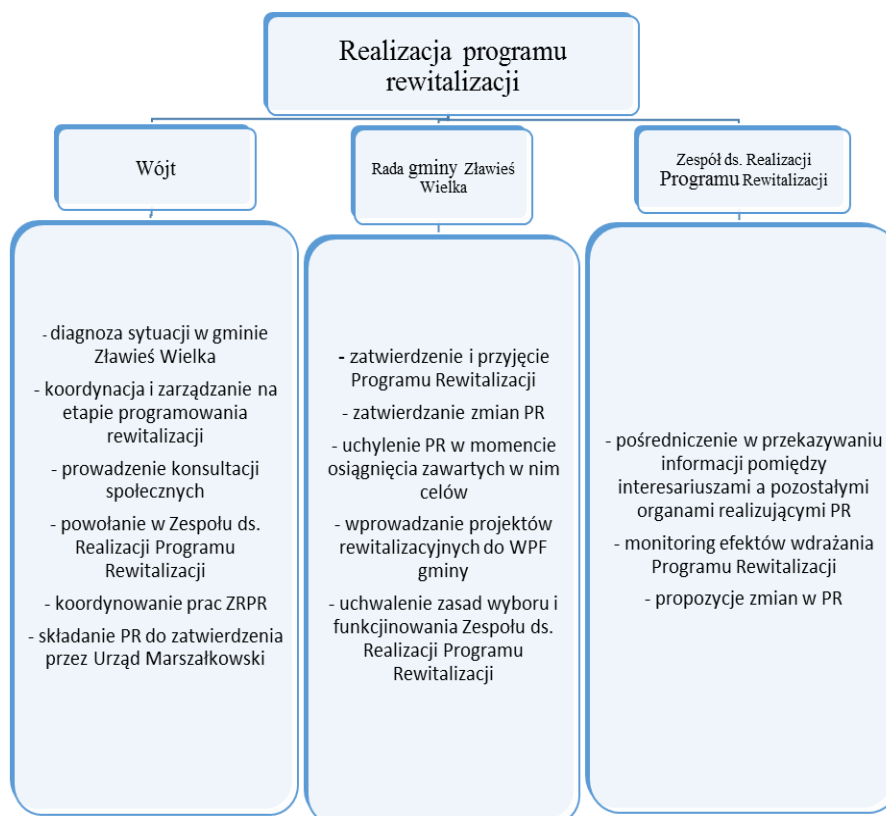 Realizacja programu
rewitalizacji
Wójt
- diagnoza sytuacji w gminie
Zławieś Wielka
- koordynacja i zarządzanie na
etapie programowania
rewitalizacji
- prowadzenie konsultacji
społecznych
- powołanie w Zespołu ds.
Realizacji Programu
Rewitalizacji
- koordynowanie prac ZRPR
- składanie PR do zatwierdzenia
przez Urząd Marszałkowski
Rada gminy Zławieś
Wielka
- zatwierdzenie i przyjęcie
Programu Rewitalizacji
- zatwierdzanie zmian PR
- uchylenie PR w momencie
osiągnięcia zawartych w nim
celów
- wprowadzanie projektów
rewitalizacyjnych do WPF
gminy
- uchwalenie zasad wyboru i
funkcjinowania Zespołu ds.
Realizacji Programu
Rewitalizacji
Zespół ds. Realizacji
Programu Rewitalizacji
- pośredniczenie w przekazywaniu
informacji pomiędzy
interesariuszami a pozostałymi
organami realizującymi PR
- monitoring efektów wdrażania
Programu Rewitalizacji
- propozycje zmian w PR